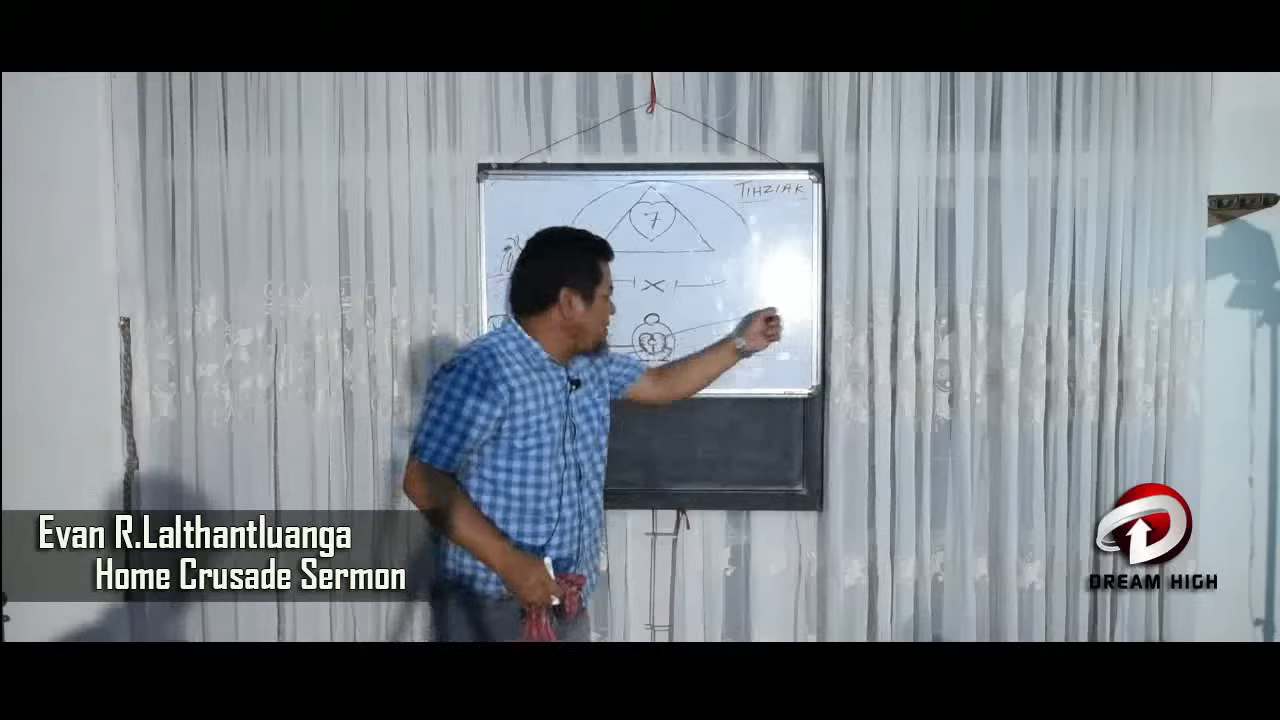 TIHZIAK
7
X
Evan R.Lalthantluanga
Home Crusade Sermon
DREAM HIGH